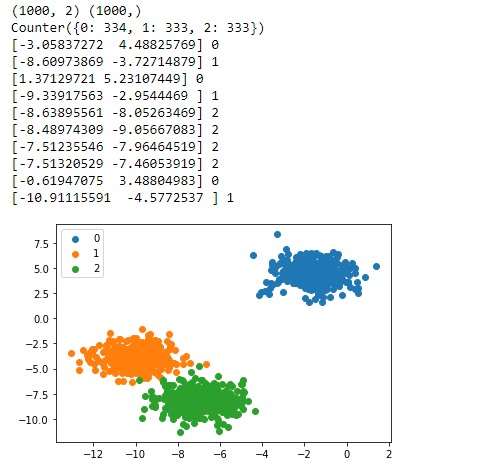 (1000, 2) (1000,)
Counter({0: 334, 1: 333, 2: 333})
[-3.05837272  4.48825769] 0
[-8.60973869 -3.72714879] 1
[1.37129721 5.23107449] 0
[-9.33917563 -2.9544469 ] 1
[-8.63895561 -8.05263469] 2
[-8.48974309 -9.05667083] 2
[-7.51235546 -7.96464519] 2
[-7.51320529 -7.46053919] 2
[-0.61947075  3.48804983] 0
[-10.91115591  -4.5772537 ] 1
0
1
2
7.5
5.0
2.5
0.0
−2.5
−5.0
−7.5
−10.0
−12 −10 −8 −6 −4 −2 0 2